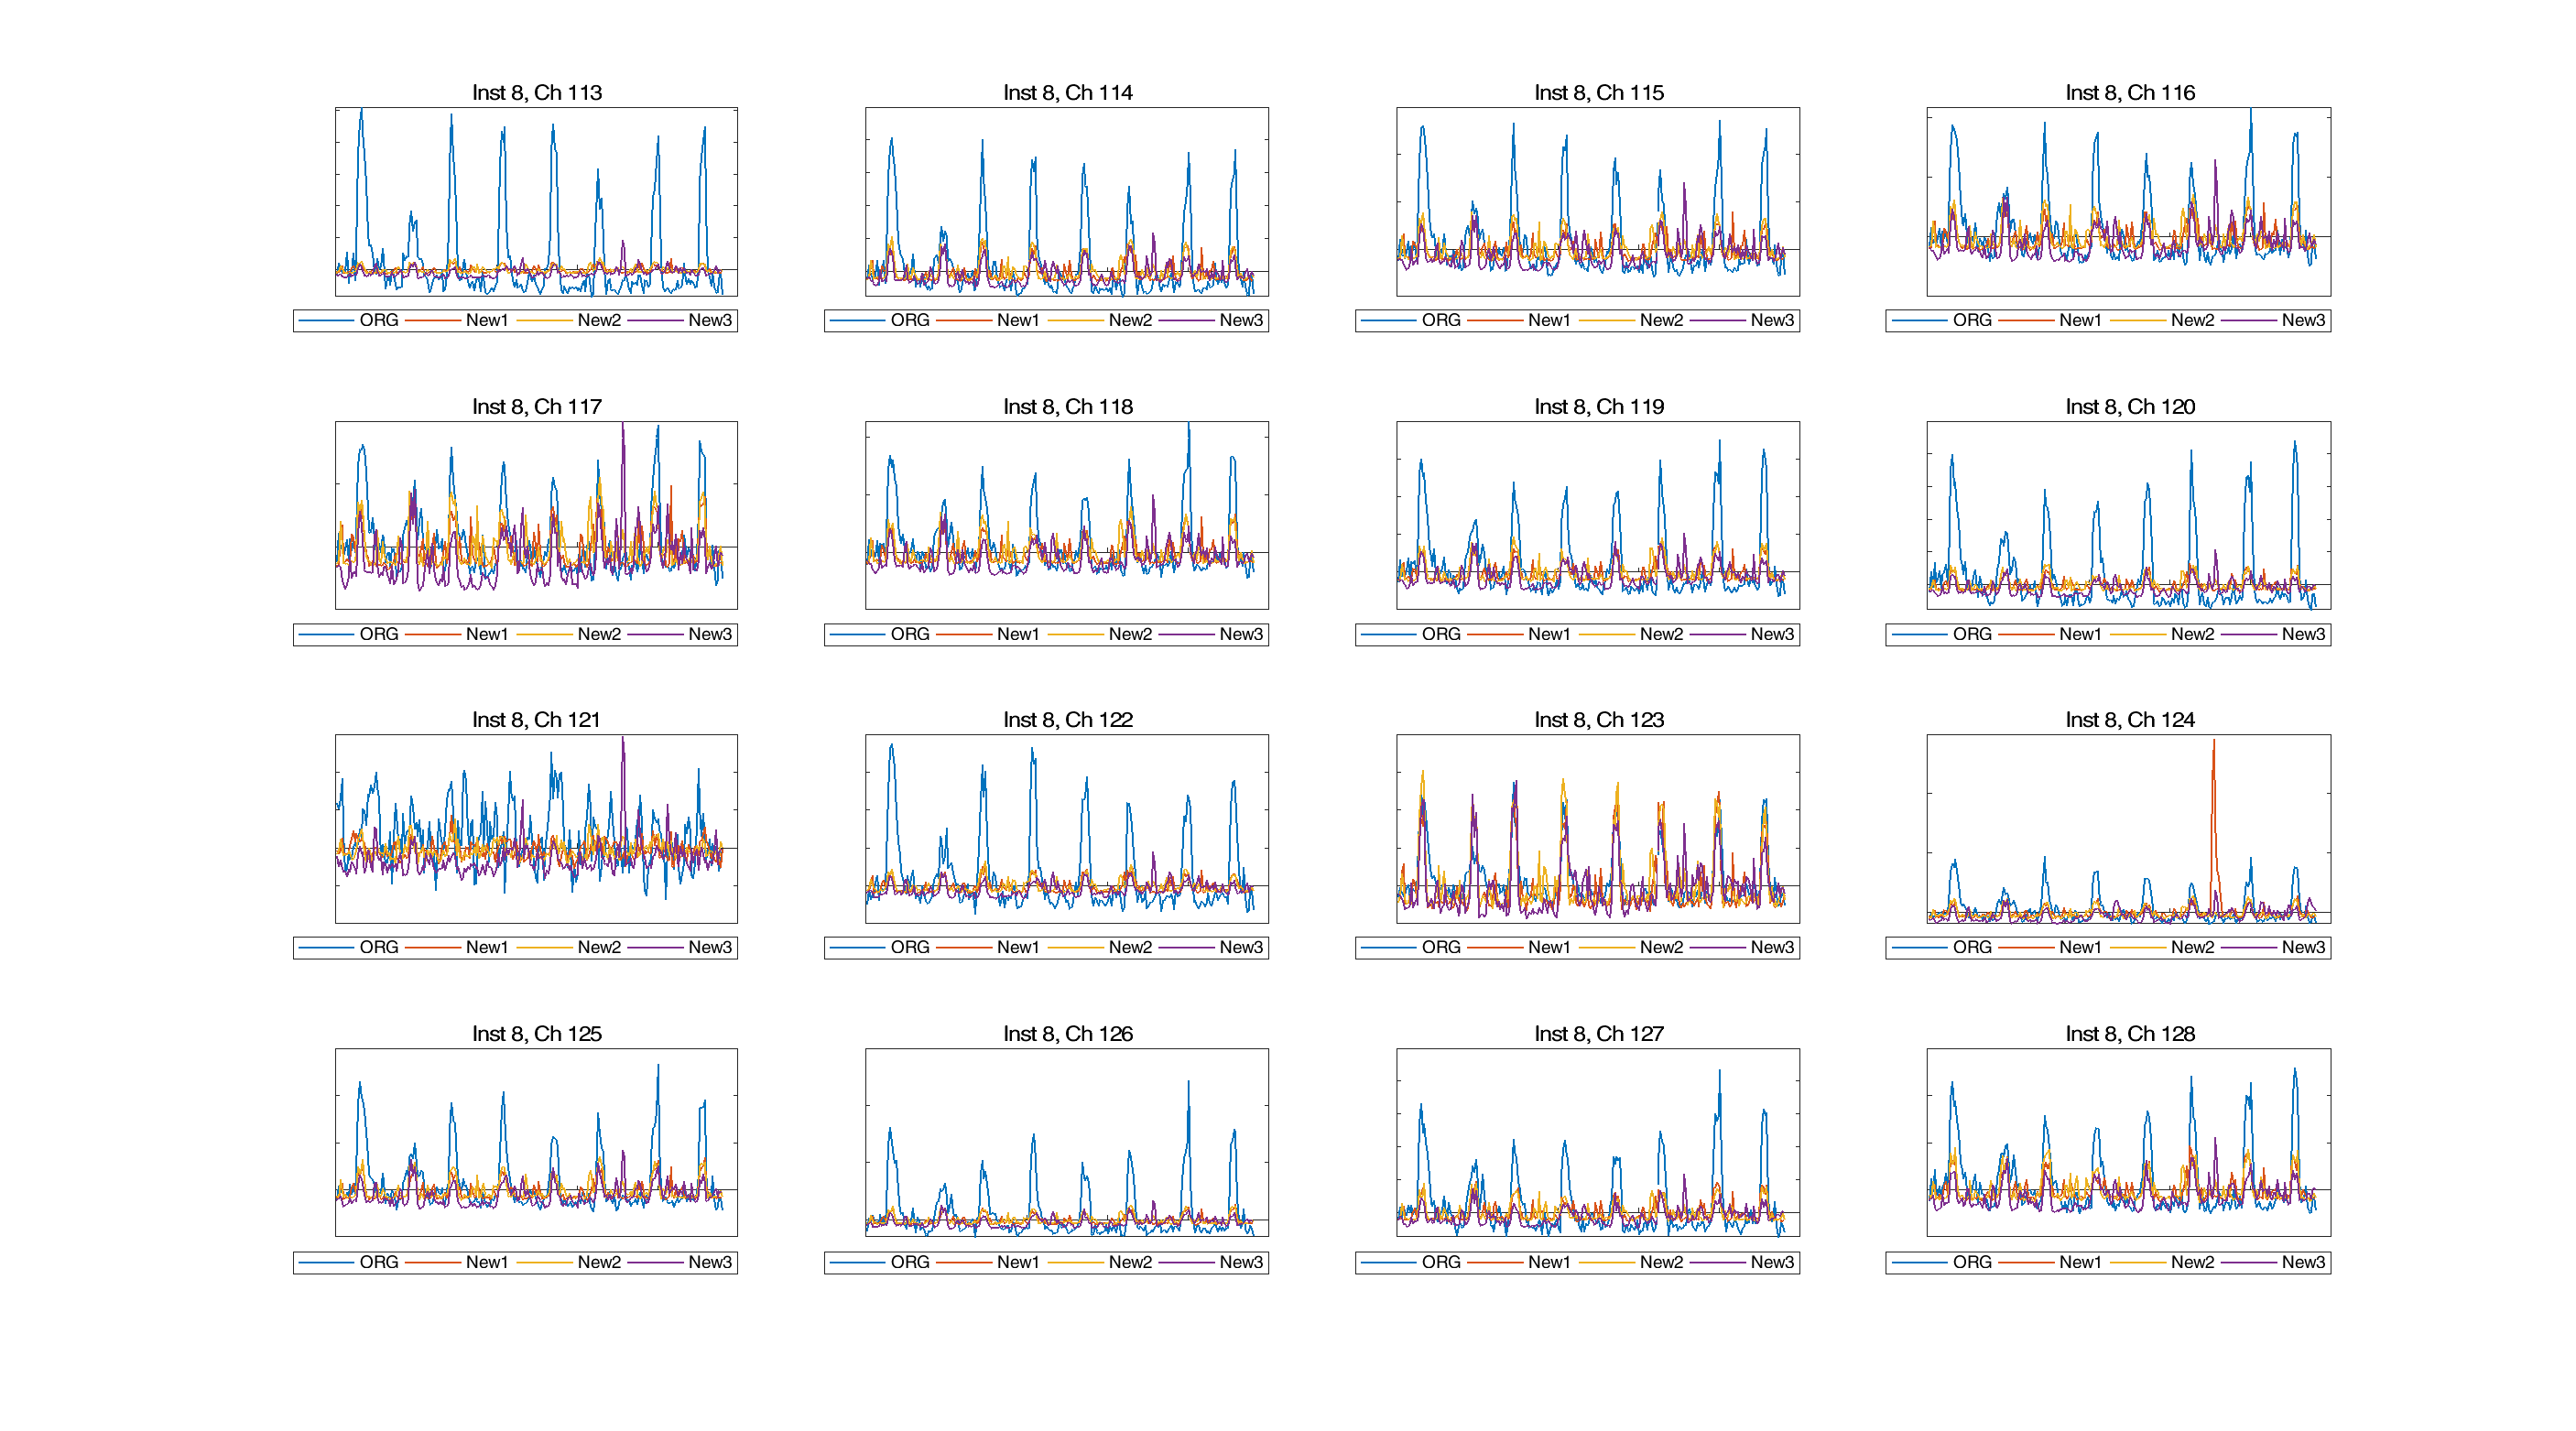 Inst 8, Ch 113
Inst 8, Ch 114
Inst 8, Ch 115
Inst 8, Ch 116
ORG New1 New2 New3
ORG New1 New2 New3
ORG New1 New2 New3
ORG New1 New2 New3
Inst 8, Ch 117
Inst 8, Ch 118
Inst 8, Ch 119
Inst 8, Ch 120
ORG New1 New2 New3
ORG New1 New2 New3
ORG New1 New2 New3
ORG New1 New2 New3
Inst 8, Ch 121
Inst 8, Ch 122
Inst 8, Ch 123
Inst 8, Ch 124
ORG New1 New2 New3
ORG New1 New2 New3
ORG New1 New2 New3
ORG New1 New2 New3
Inst 8, Ch 125
Inst 8, Ch 126
Inst 8, Ch 127
Inst 8, Ch 128
ORG New1 New2 New3
ORG New1 New2 New3
ORG New1 New2 New3
ORG New1 New2 New3